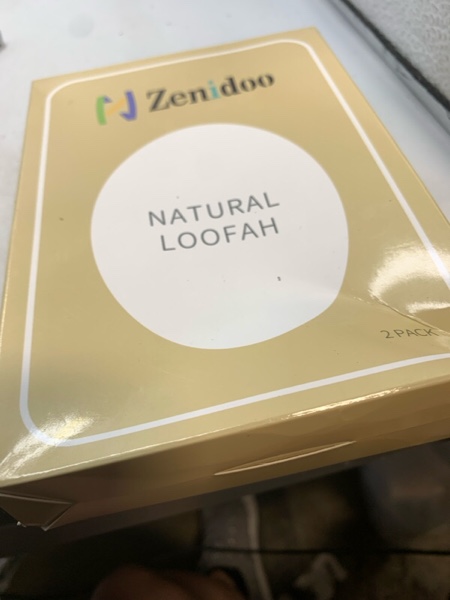 Zenidoo
NATURAL
LOOFAH
2 PACK